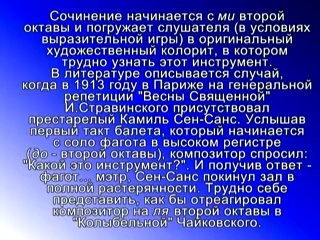 Сочинение начинается с ми второй
октавы и погружает слушателя (в условиях
выразительной игры) в оригинальный
художественный колорит, в котором
трудно узнать этот инструмент.
В литературе описывается случай,
когда в 1913 году в Париже на генеральной
репетиции "Весны Священной"
И.Стравинского присутствовал
престарелый Камиль Сен-Санс. Услышав
первый такт балета, который начинается
с соло фагота в высоком регистре
(до - второй октавы), композитор спросил:
"Какой это инструмент?". И получив ответ -
фагот..., мэтр, Сен-Санс покинул зал в
полной растерянности. Трудно себе
представить, как бы отреагировал
композитор на ля второй октавы в
"Колыбельной" Чайковского.